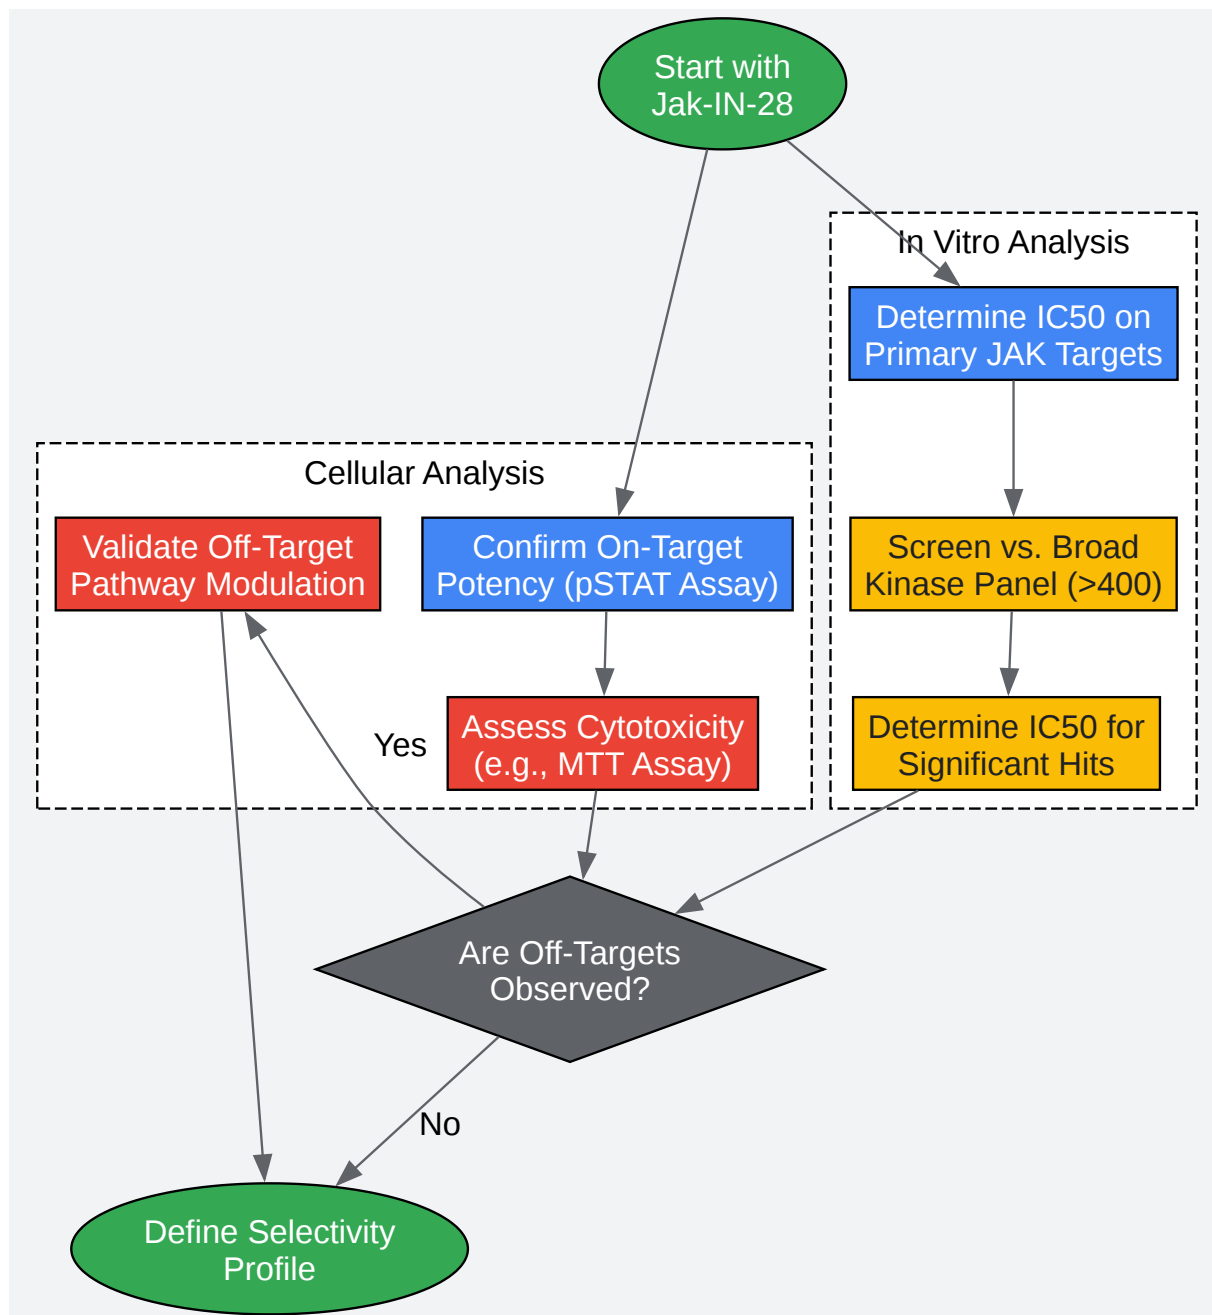 Start with
Jak-IN-28
In Vitro Analysis
Determine IC50 on
Primary JAK Targets
Cellular Analysis
Validate Off-Target
Pathway Modulation
Confirm On-Target
Potency (pSTAT Assay)
Screen vs. Broad
Kinase Panel (>400)
Yes
Assess Cytotoxicity
(e.g., MTT Assay)
Determine IC50 for
Significant Hits
Are Off-Targets
Observed?
No
Define Selectivity
Profile